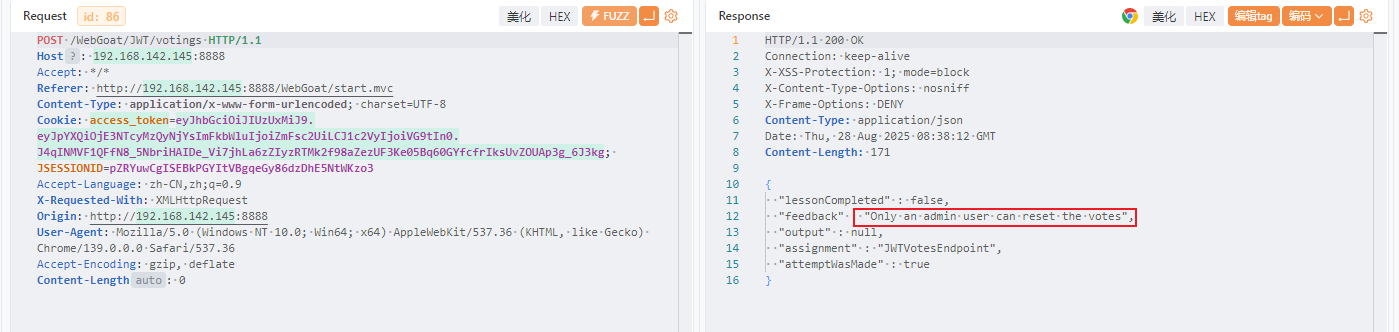 Request id: 86 美化 HEX FUZZ
POST /WebGoat/JWT/votings HTTP/1.1
Host ? : 192.168.142.145:8888
Accept: */*
Referer: http://192.168.142.145:8888/WebGoat/start.mvc
Content-Type: application/x-www-form-urlencoded; charset=UTF-8
Cookie: access_token=eyJhbGciOiJIUzUxMiJ9.
eyJpYXQiOjE3NTcyMzQyNjYsImFkbWluIjoiZmFsc2UiLCJ1c2VyIjoiVG9tIn0.
J4qINMVF1QFfN8_5NbriHAIDe_Vi7jhLa6zZIyzRTMk2f98aZezUF3Ke05Bq60GYfcfrIksUvZOUAp3g_6J3kg;
JSESSIONID=pZRYuwCgISEBkPGYItVBgqeGy86dzDhE5NtWKzo3
Accept-Language: zh-CN,zh;q=0.9
X-Requested-With: XMLHttpRequest
Origin: http://192.168.142.145:8888
User-Agent: Mozilla/5.0 (Windows NT 10.0; Win64; x64) AppleWebKit/537.36 (KHTML, like Gecko)
Chrome/139.0.0.0 Safari/537.36
Accept-Encoding: gzip, deflate
Content-Length auto : 0
Response 美化 HEX 编辑tag 编码
1 HTTP/1.1 200 OK
2 Connection: keep-alive
3 X-XSS-Protection: 1; mode=block
4 X-Content-Type-Options: nosniff
5 X-Frame-Options: DENY
6 Content-Type: application/json
7 Date: Thu, 28 Aug 2025 08:38:12 GMT
8 Content-Length: 171
9
10 {
11 "lessonCompleted" : false,
12 "feedback" : "Only an admin user can reset the votes",
13 "output" : null,
14 "assignment" : "JWTVotesEndpoint",
15 "attemptWasMade" : true
16 }